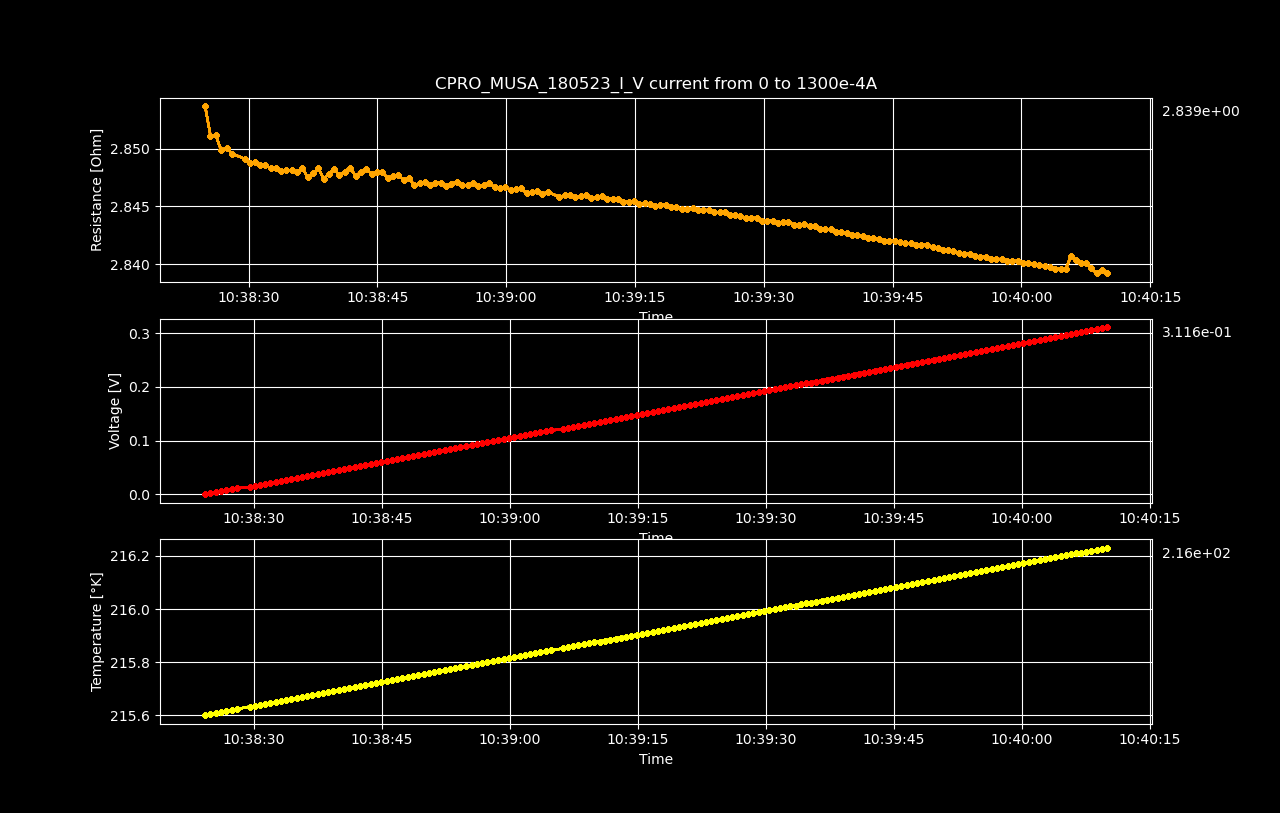 CPRO_MUSA_180523_I_V current from 0 to 1300e-4A
2.839e+00
Resistance [Ohm]
2.850
2.845
2.840
10:38:30 10:38:45 10:39:00 10:39:15 10:39:30 10:39:45 10:40:00 10:40:15
Time
3.116e-01
Voltage [V]
0.3
0.2
0.1
0.0
10:38:30 10:38:45 10:39:00 10:39:15 10:39:30 10:39:45 10:40:00 10:40:15
Time
2.16e+02
Temperature [°K]
216.2
216.0
215.8
215.6
10:38:30 10:38:45 10:39:00 10:39:15 10:39:30 10:39:45 10:40:00 10:40:15
Time